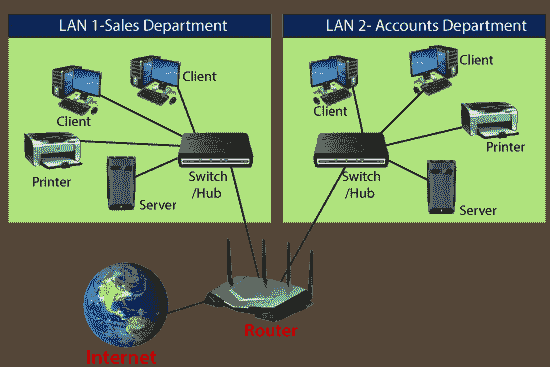 LAN 1-Sales Department
Client
Client
Printer
Server
Switch
/Hub
LAN 2- Accounts Department
Client
Client
Printer
Server
Switch
/Hub
Router
Internet